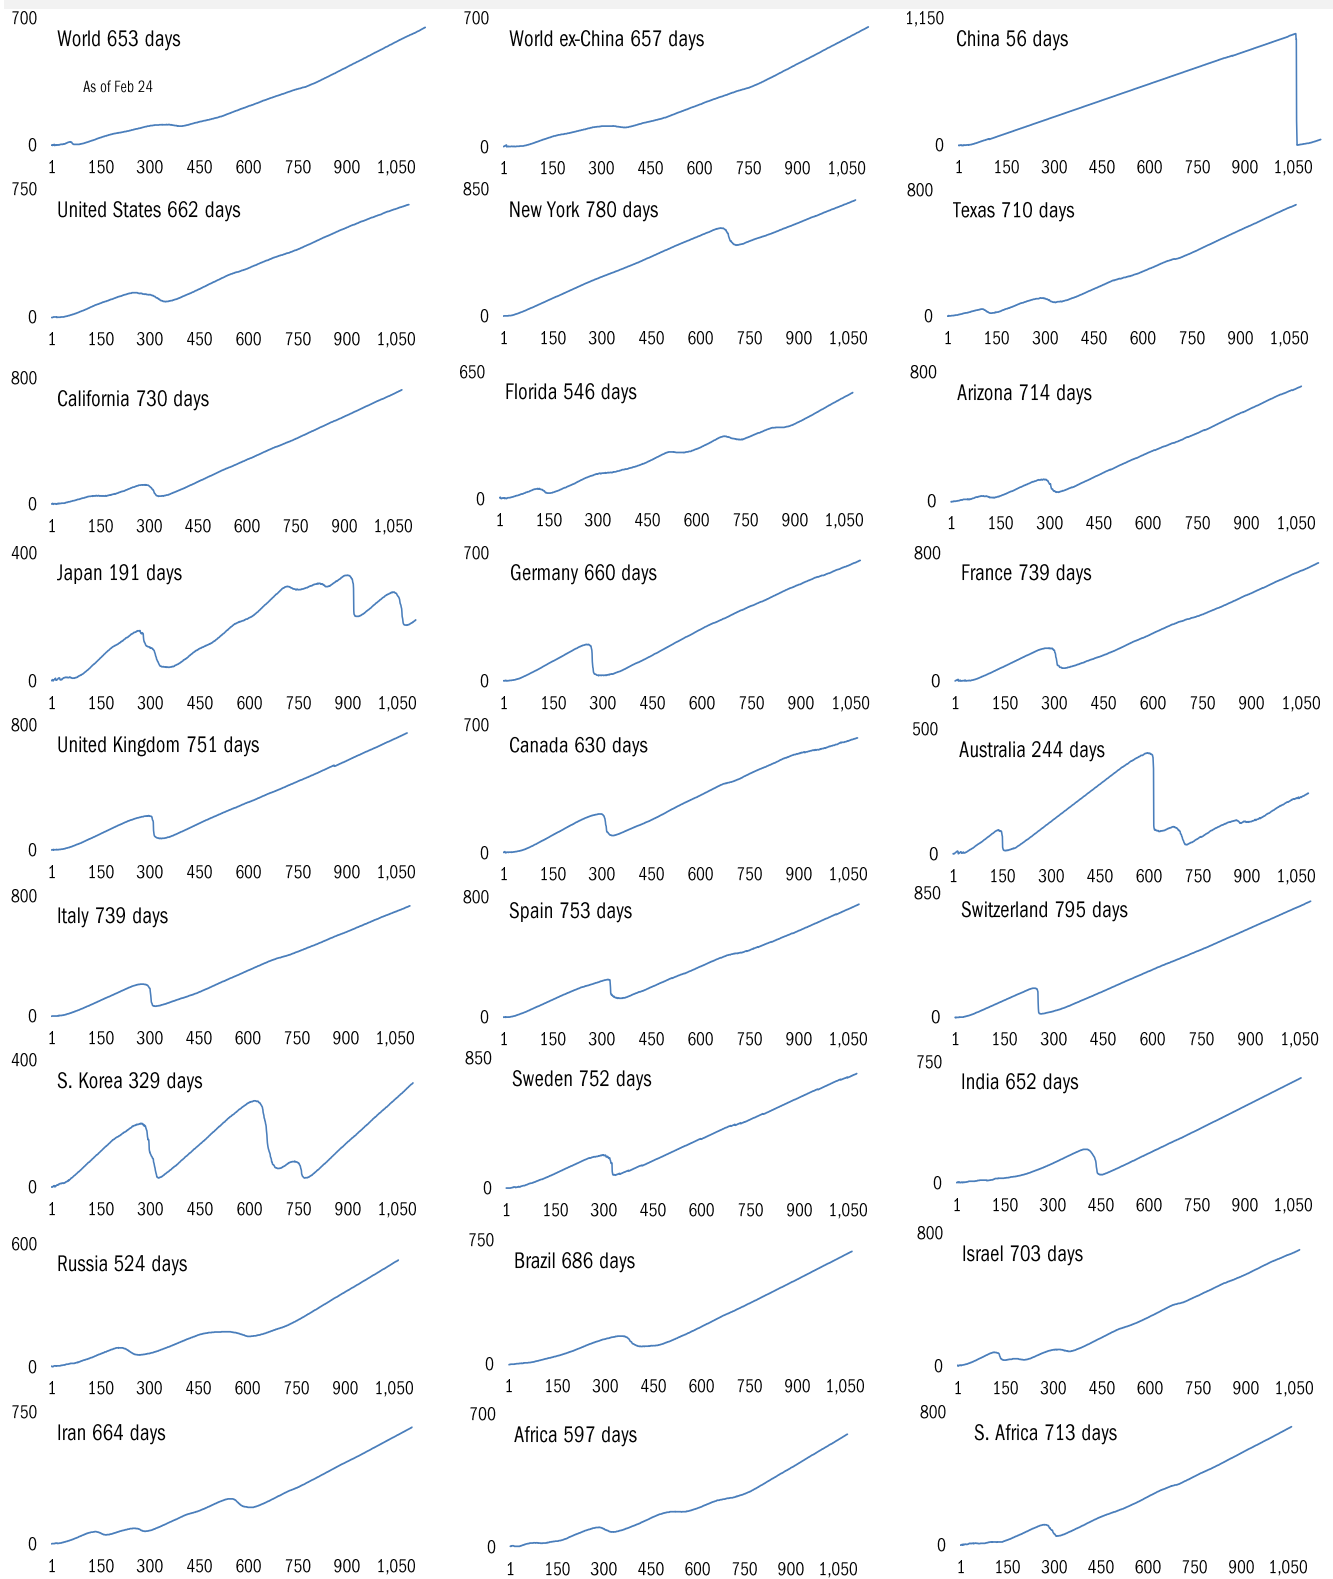 700 700 1,150
World 653 days World ex-China 657 days China 56 days
As of Feb 24
0 0 0
1 150 300 450 600 750 900 1,050 1 150 300 450 600 750 900 1,050 1 150 300 450 600 750 900 1,050
750 850 800
United States 662 days New York 780 days Texas 710 days
0 0 0
1 150 300 450 600 750 900 1,050 1 150 300 450 600 750 900 1,050 1 150 300 450 600 750 900 1,050
800 650 800
California 730 days Florida 546 days Arizona 714 days
0 0 0
1 150 300 450 600 750 900 1,050 1 150 300 450 600 750 900 1,050 1 150 300 450 600 750 900 1,050
400 700 800
Japan 191 days Germany 660 days France 739 days
0 0 0
1 150 300 450 600 750 900 1,050 1 150 300 450 600 750 900 1,050 1 150 300 450 600 750 900 1,050
800 700 500
United Kingdom 751 days Canada 630 days Australia 244 days
0 0 0
1 150 300 450 600 750 900 1,050 1 150 300 450 600 750 900 1,050 1 150 300 450 600 750 900 1,050
800 800 850
Italy 739 days Spain 753 days Switzerland 795 days
0 0 0
1 150 300 450 600 750 900 1,050 1 150 300 450 600 750 900 1,050 1 150 300 450 600 750 900 1,050
400 850 750
S. Korea 329 days Sweden 752 days India 652 days
0 0 0
1 150 300 450 600 750 900 1,050 1 150 300 450 600 750 900 1,050 1 150 300 450 600 750 900 1,050
600 750 800
Russia 524 days Brazil 686 days Israel 703 days
0 0 0
1 150 300 450 600 750 900 1,050 1 150 300 450 600 750 900 1,050 1 150 300 450 600 750 900 1,050
750 700 800
Iran 664 days Africa 597 days S. Africa 713 days
0 0 0
1 150 300 450 600 750 900 1,050 1 150 300 450 600 750 900 1,050 1 150 300 450 600 750 900 1,050